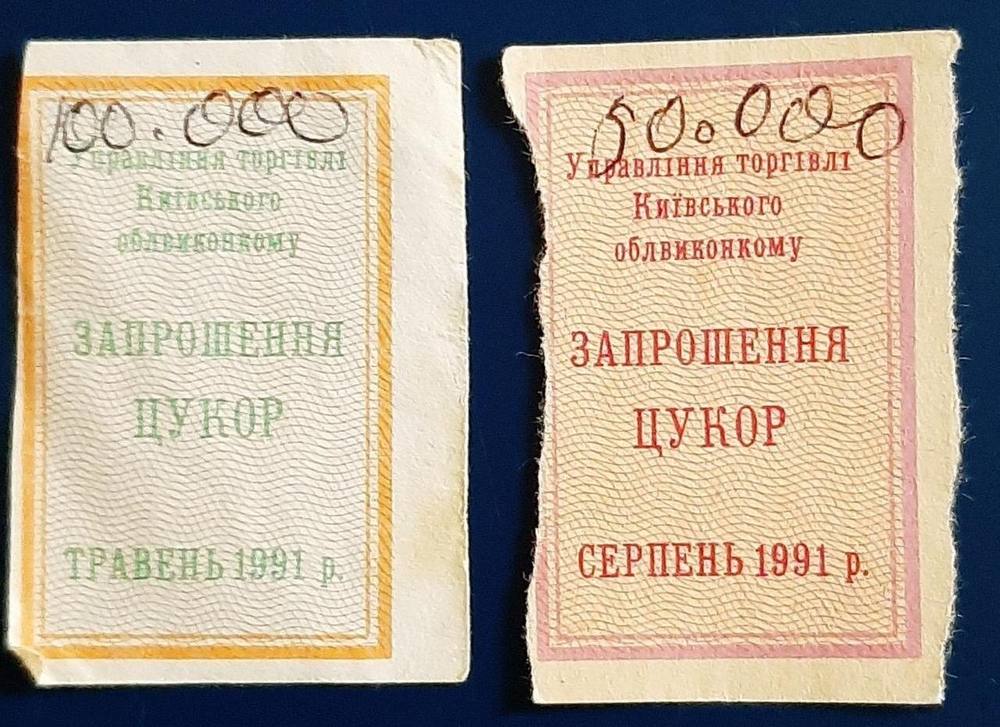 100.000
Управління торгівлі
Київського
облвиконкому
ЗАПРОШЕННЯ
ЦУКОР
ТРАВЕНЬ 1991 р.
50.000
Управління торгівлі
Київського
облвиконкому
ЗАПРОШЕННЯ
ЦУКОР
СЕРПЕНЬ 1991 р.